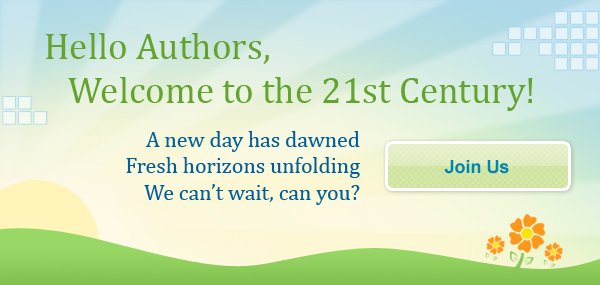 Hello Authors,
Welcome to the 21st Century!
A new day has dawned
Fresh horizons unfolding
We can’t wait, can you?
Join Us